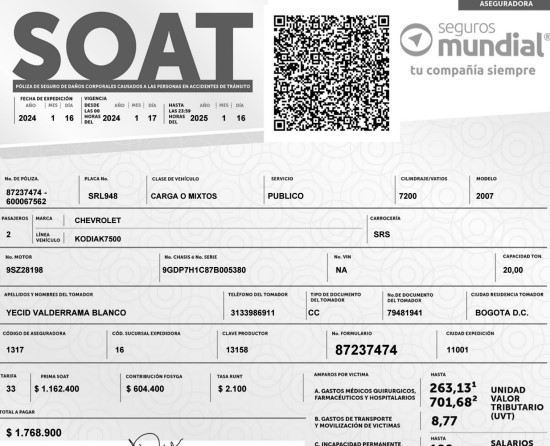 ASEGURADORA
SOAT
seguros
mundial®
tu compañía siempre
PÓLIZA DE SEGURO DE DAÑOS CORPORALES CAUSADOS A LAS PERSONAS EN ACCIDENTES DE TRÁNSITO
FECHA DE EXPEDICIÓN
AÑO MES DÍA
2024 1 16
VIGENCIA
DESDE LAS 00 HORAS DEL
AÑO MES DÍA
2024 1 17
HASTA LAS 23:59 HORAS DEL
AÑO MES DÍA
2025 1 16
No. DE PÓLIZA. PLACA No. CLASE DE VEHÍCULO SERVICIO CILINDRAJE/VATIOS MODELO
87237474 -
600067562
SRL948 CARGA O MIXTOS PUBLICO 7200 2007
PASAJEROS MARCA CHEVROLET CARROCERÍA
2 LÍNEA VEHÍCULO KODIAK7500 SRS
No. MOTOR No. CHASIS ó No. SERIE No. VIN CAPACIDAD TON.
9SZ28198 9GDP7H1C87B005380 NA 20,00
APELLIDOS Y NOMBRES DEL TOMADOR TELÉFONO DEL TOMADOR TIPO DE DOCUMENTO DEL TOMADOR No.DE DOCUMENTO DEL TOMADOR CIUDAD RESIDENCIA TOMADOR
YECID VALDERRAMA BLANCO 3133986911 CC 79481941 BOGOTA D.C.
CÓDIGO DE ASEGURADORA CÓD. SUCURSAL EXPEDIDORA CLAVE PRODUCTOR No. FORMULARIO CIUDAD EXPEDICIÓN
1317 16 13158 87237474 11001
TARIFA PRIMA SOAT CONTRIBUCIÓN FOSYGA TASA RUNT
33 $ 1.162.400 $ 604.400 $ 2.100
TOTAL A PAGAR
$ 1.768.900
AMPAROS POR VICTIMA HASTA
A. GASTOS MÉDICOS QUIRURGICOS,
FARMACÉUTICOS Y HOSPITALARIOS
263,13¹
701,68²
B. GASTOS DE TRANSPORTE
Y MOVILIZACIÓN DE VICTIMAS
8,77
UNIDAD
VALOR
TRIBUTARIO
(UVT)
C. INCAPACIDAD PERMANENTE
HASTA
SALARIOS